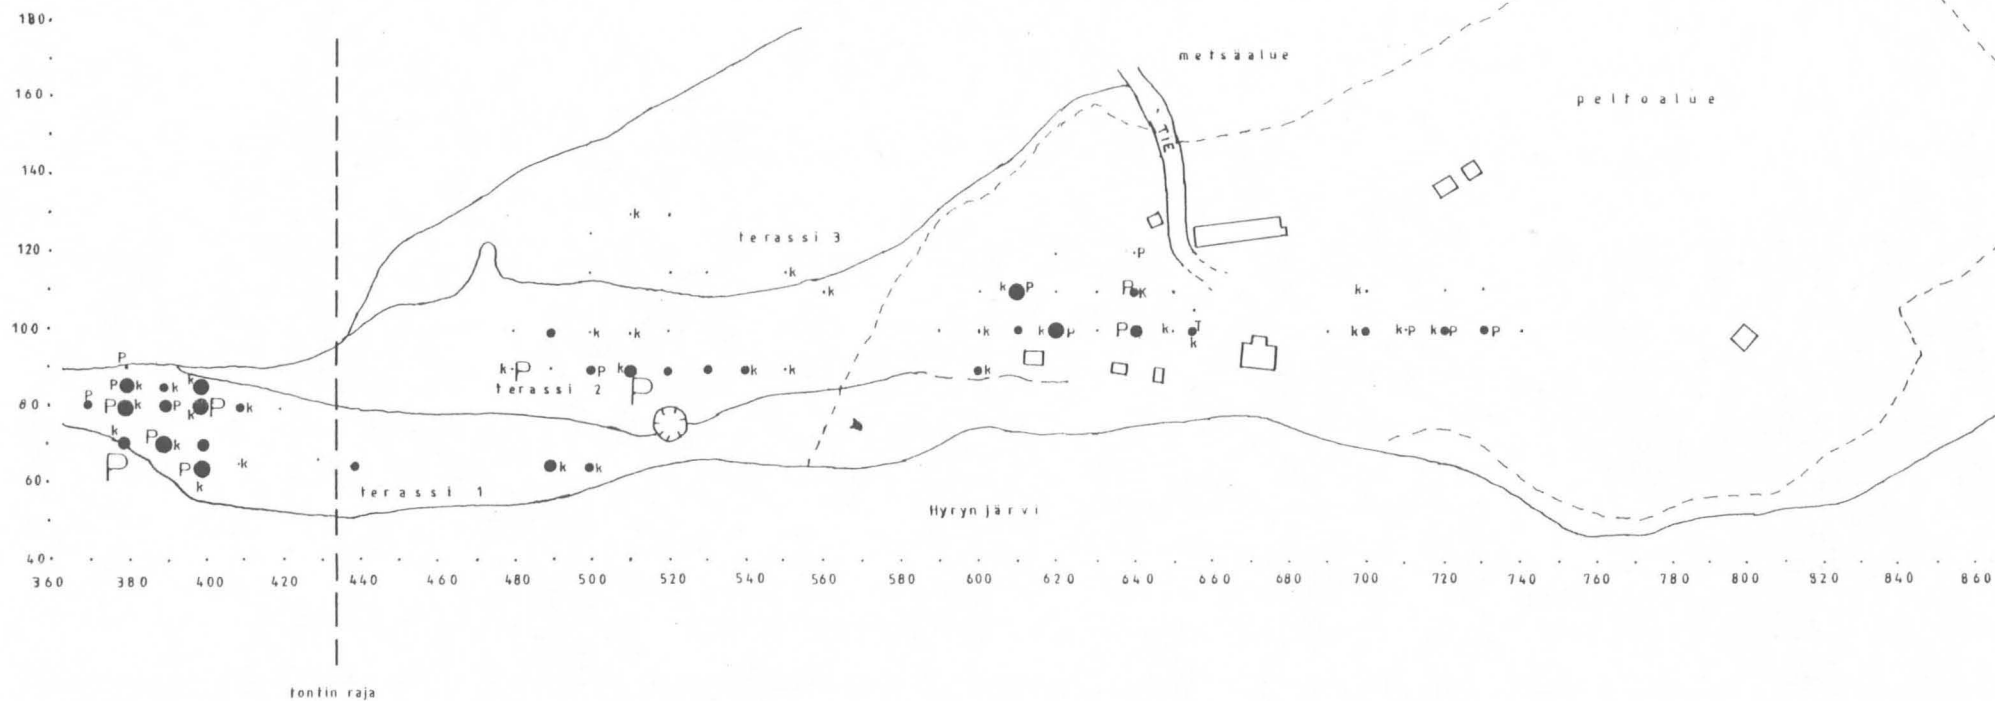 180.
metsäalue
160.
peltoalue
TIE
140.
k
terassi 3
120
P
k
k
k P
P K
k
100
k k
k k P P k T k
k k P k P P
P
k P P k k k
k
P k k k
terassi 2
P
P
80
P k P k P k
k P k
P
P k
k
k k
60
terassi 1
Hyrynjärvi
40.
360 380 400 420 440 460 480 500 520 540 560 580 600 620 640 660 680 700 720 740 760 780 800 820 840 860
tontin raja